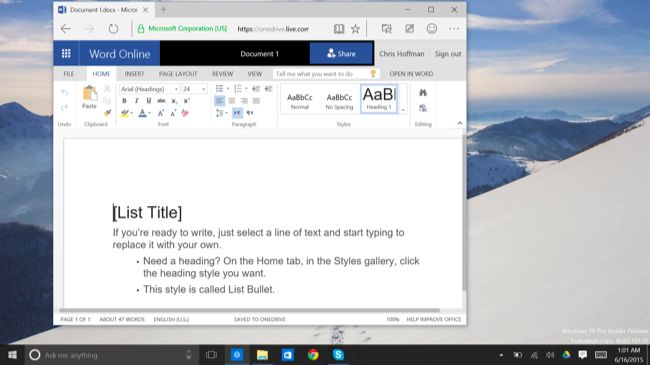 Document 1.docx - Micros
Microsoft Corporation [US]
https://onedrive.live.com
Word Online
Document 1
Share
Chris Hoffman
Sign out
FILE
HOME
INSERT
PAGE LAYOUT
REVIEW
VIEW
Tell me what you want to do
OPEN IN WORD
Paste
Arial (Headings)
24
B I U abc x₂ x²
AaBbCc
AaBbCc
AaBl
Normal
No Spacing
Heading 1
Undo
Clipboard
Font
Paragraph
Styles
Editing
[List Title]
If you're ready to write, just select a line of text and start typing to
replace it with your own.
• Need a heading? On the Home tab, in the Styles gallery, click
the heading style you want.
• This style is called List Bullet.
PAGE 1 OF 1
ABOUT 47 WORDS
ENGLISH (U.S.)
SAVED TO ONEDRIVE
100%
HELP IMPROVE OFFICE
Windows 10 Pro Insider Preview
Evaluation copy. Build 10130
Ask me anything
1:01 AM
6/16/2015